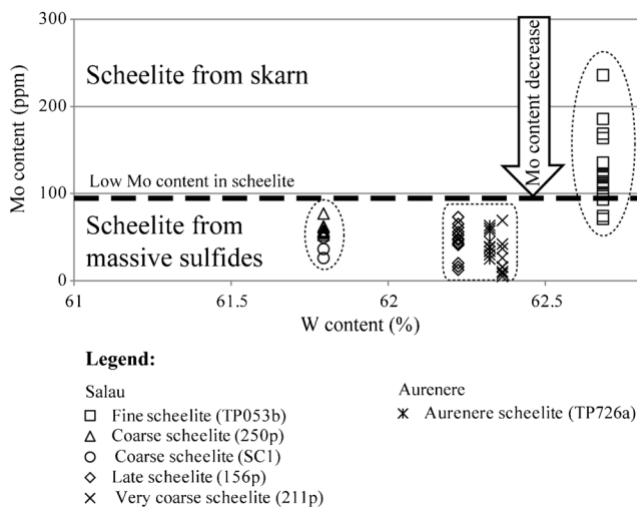 300
Scheelite from skarn
Mo content decrease
200
Mo content (ppm)
Low Mo content in scheelite
100
Scheelite from
massive sulfides
0
61
61.5
62
62.5
W content (%)
Legend:
Salau
Aurenere
Fine scheelite (TP053b)
Aurenere scheelite (TP726a)
Coarse scheelite (250p)
Coarse scheelite (SC1)
Late scheelite (156p)
Very coarse scheelite (211p)